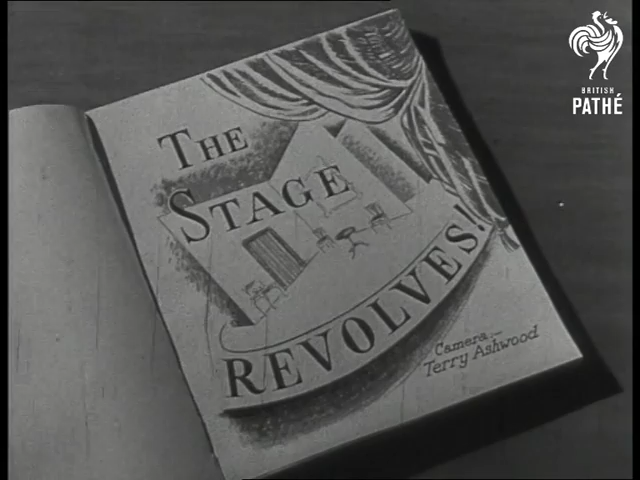 BRITISH
PATHÉ
THE
STAGE
REVOLVES!
Camera:-
Terry Ashwood